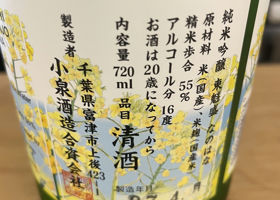 純米吟醸 東魁盛 なのはな
原材料 米(国産)、米麹(国産米)
精米歩合 55%
アルコール分 16度
お酒は20歳になってから
内容量 720ml 品目 清酒
製造者
千葉県富津市上後423-1
小泉酒造合資会社
製造年月